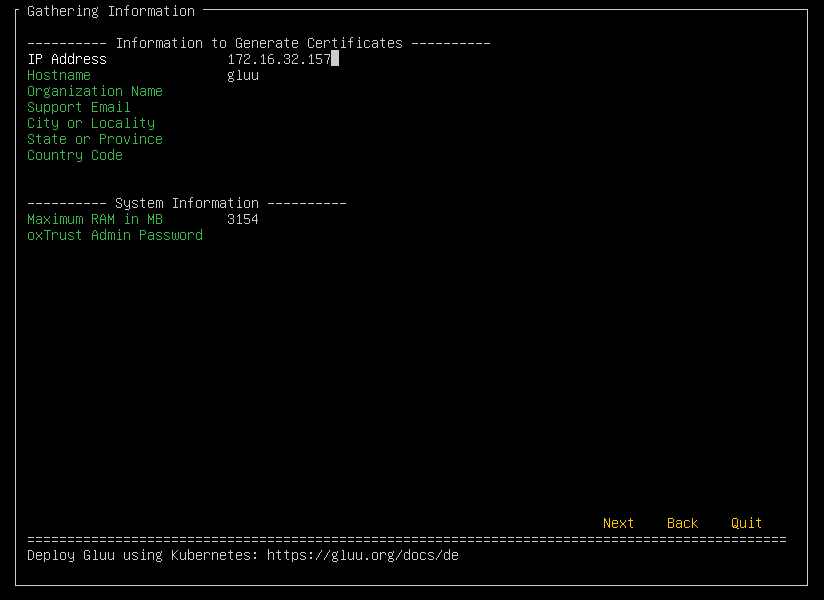 Gathering Information
---------- Information to Generate Certificates ----------
IP Address 172.16.32.157
Hostname gluu
Organization Name
Support Email
City or Locality
State or Province
Country Code
---------- System Information ----------
Maximum RAM in MB 3154
oxTrust Admin Password
Next Back Quit
===============================================================================================
Deploy Gluu using Kubernetes: https://gluu.org/docs/de